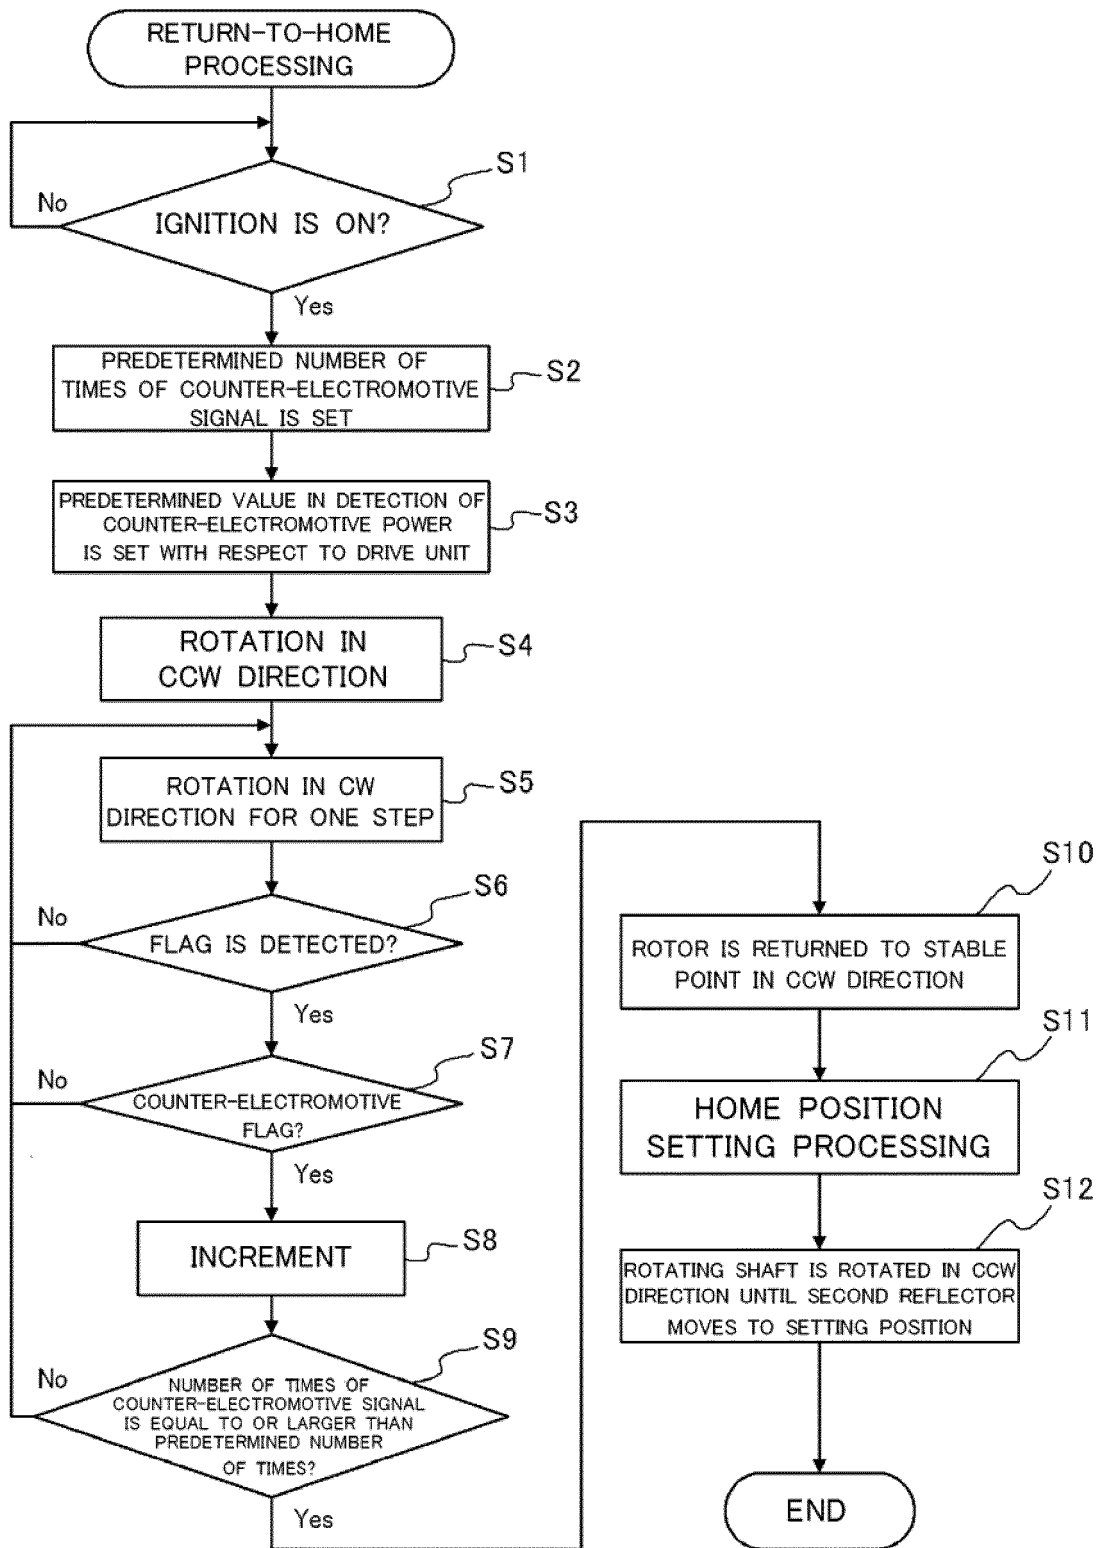 RETURN-TO-HOME
PROCESSING
S1
No
IGNITION IS ON?
Yes
PREDETERMINED NUMBER OF
TIMES OF COUNTER-ELECTROMOTIVE
SIGNAL IS SET
S2
PREDETERMINED VALUE IN DETECTION OF
COUNTER-ELECTROMOTIVE POWER
IS SET WITH RESPECT TO DRIVE UNIT
S3
ROTATION IN
CCW DIRECTION
S4
ROTATION IN CW
DIRECTION FOR ONE STEP
S5
S6
No
FLAG IS DETECTED?
Yes
S7
No
COUNTER-ELECTROMOTIVE
FLAG?
Yes
INCREMENT
S8
S9
No
NUMBER OF TIMES OF
COUNTER-ELECTROMOTIVE SIGNAL
IS EQUAL TO OR LARGER THAN
PREDETERMINED NUMBER
OF TIMES?
Yes
S10
ROTOR IS RETURNED TO STABLE
POINT IN CCW DIRECTION
S11
HOME POSITION
SETTING PROCESSING
S12
ROTATING SHAFT IS ROTATED IN CCW
DIRECTION UNTIL SECOND REFLECTOR
MOVES TO SETTING POSITION
END